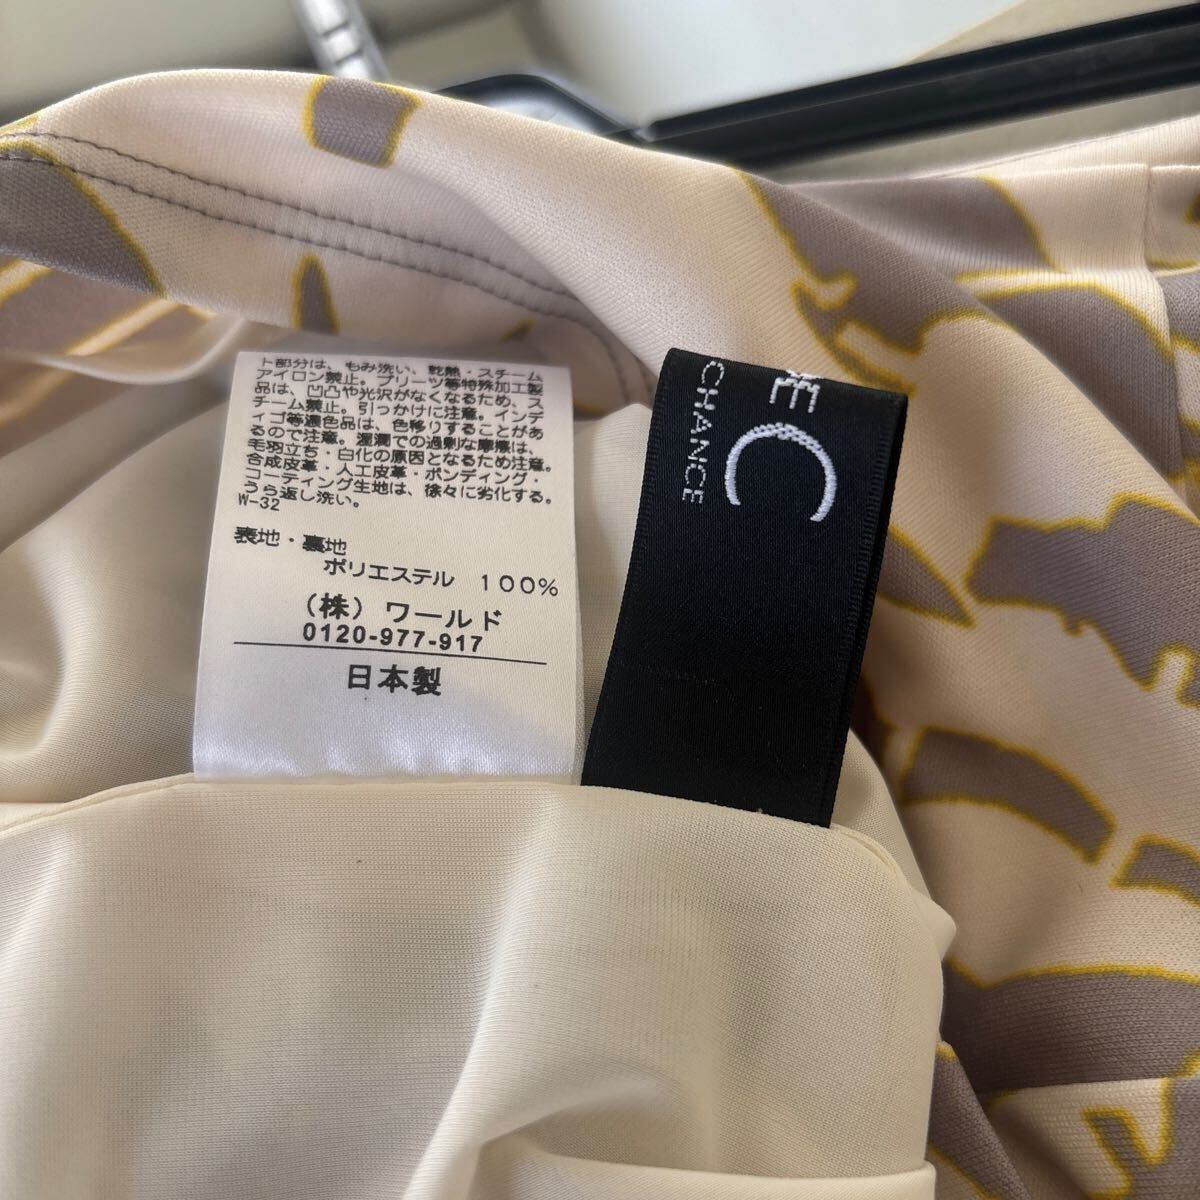 ト部分は、もみ洗い、乾熱・スチーム
アイロン禁止。プリーツ等特殊加工製
品は、凹凸や光沢がなくなるため、ス
チーム禁止。引っかけに注意。インデ
ィゴ等濃色品は、色移りすることがあ
るので注意。湿潤での過剰な摩擦は、
毛羽立ち・白化の原因となるため注意。
合成皮革・人工皮革・ボンディング・
コーティング生地は、徐々に劣化する。
うら返し洗い。
W-32
表地・裏地
ポリエステル 100%
(株) ワールド
0120-977-917
日本製
C
CHANCE